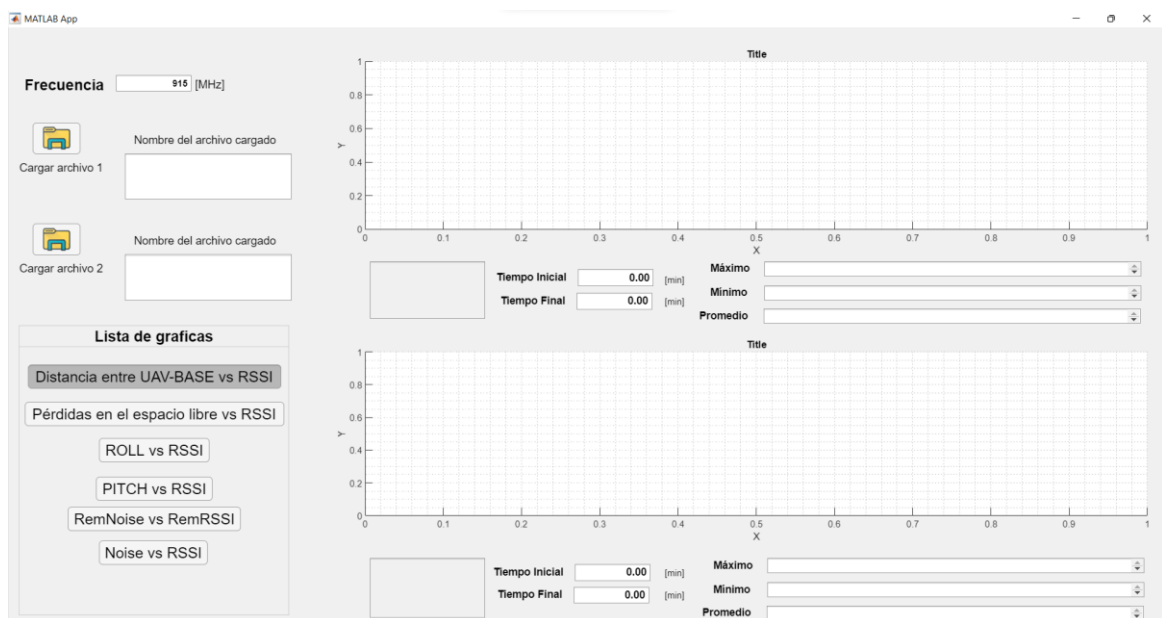 MATLAB App
Frecuencia 915 [MHz]
Nombre del archivo cargado
Cargar archivo 1
Nombre del archivo cargado
Cargar archivo 2
Lista de graficas
Distancia entre UAV-BASE vs RSSI
Pérdidas en el espacio libre vs RSSI
ROLL vs RSSI
PITCH vs RSSI
RemNoise vs RemRSSI
Noise vs RSSI
Title
1
0.8
0.6
Y
0.4
0.2
0
0 0.1 0.2 0.3 0.4 0.5 0.6 0.7 0.8 0.9 1
X
Tiempo Inicial 0.00 [min]
Tiempo Final 0.00 [min]
Máximo
Mínimo
Promedio
Title
1
0.8
0.6
Y
0.4
0.2
0
0 0.1 0.2 0.3 0.4 0.5 0.6 0.7 0.8 0.9 1
X
Tiempo Inicial 0.00 [min]
Tiempo Final 0.00 [min]
Máximo
Mínimo
Promedio